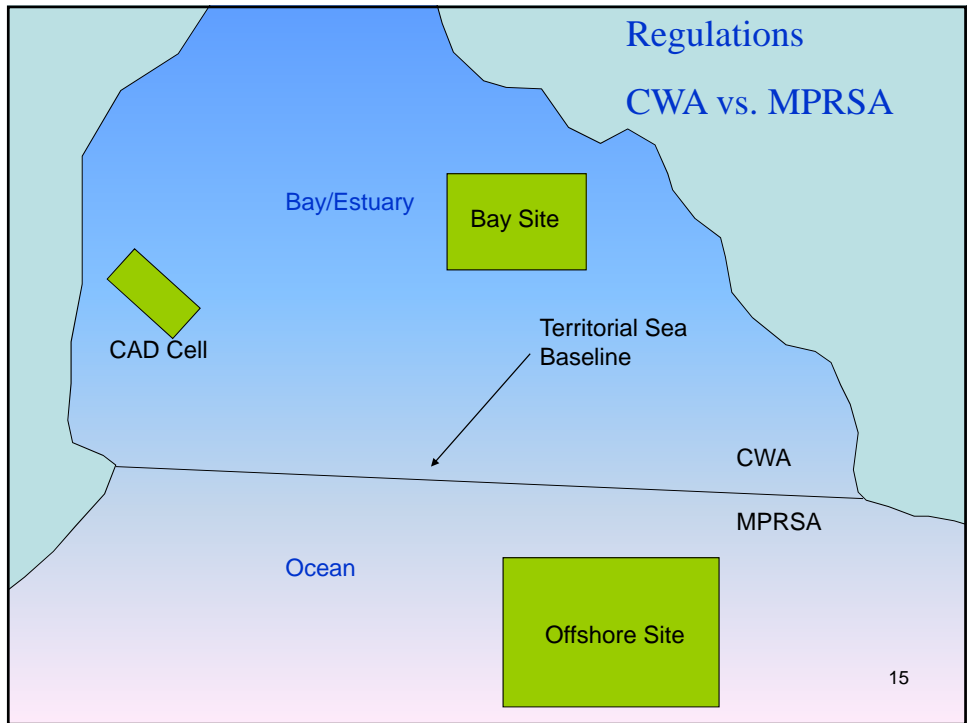 Regulations
CWA vs. MPRSA
Bay/Estuary
Bay Site
CAD Cell
Territorial Sea
Baseline
CWA
MPRSA
Ocean
Offshore Site
15